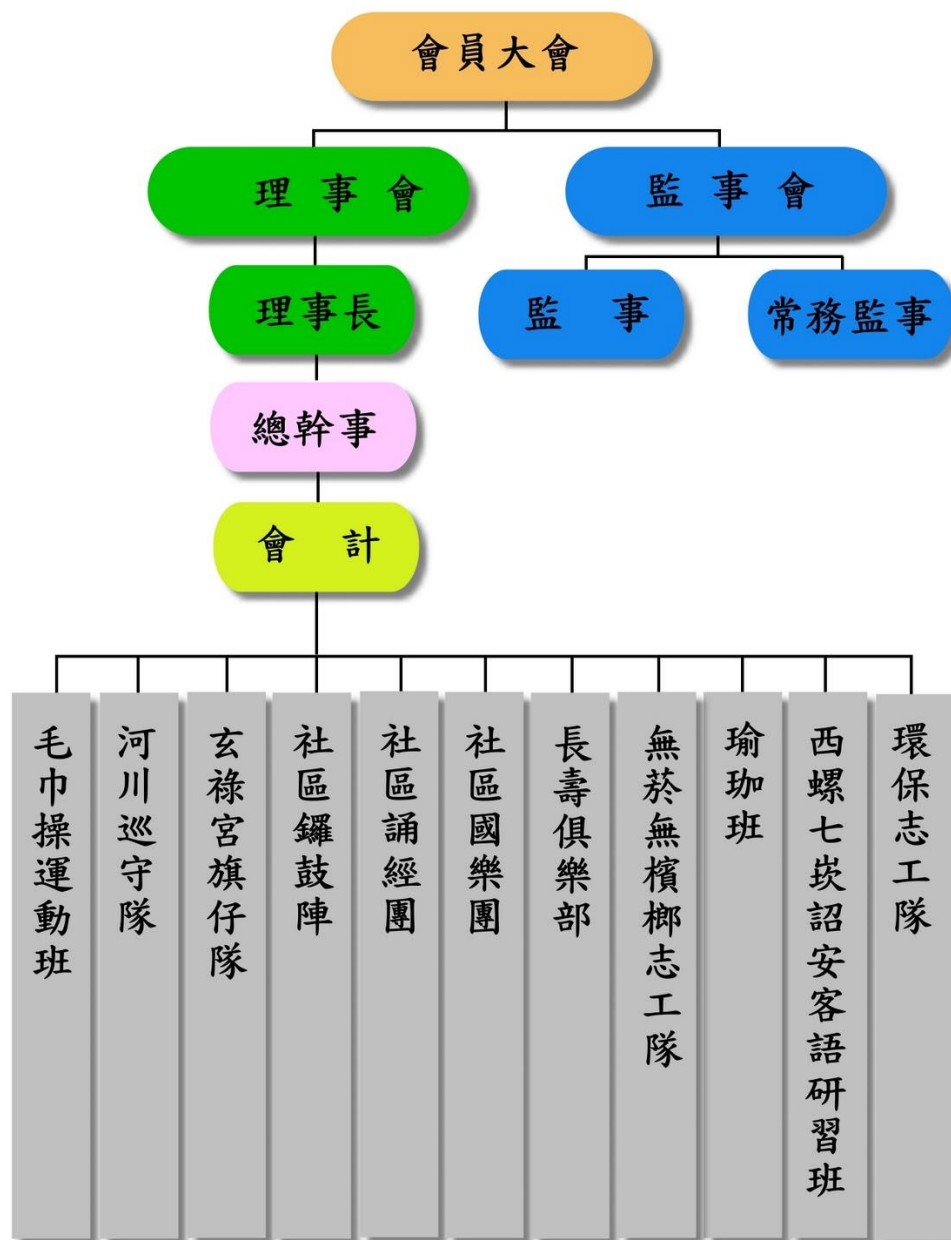 會員大會
理事會
監事會
理事長
監事
常務監事
總幹事
會計
毛巾操運動班
河川巡守隊
玄祿宮旗仔隊
社區鑼鼓陣
社區誦經團
社區國樂團
長壽俱樂部
無菸無檳榔志工隊
瑜珈班
西螺七崁詔安客語研習班
環保志工隊